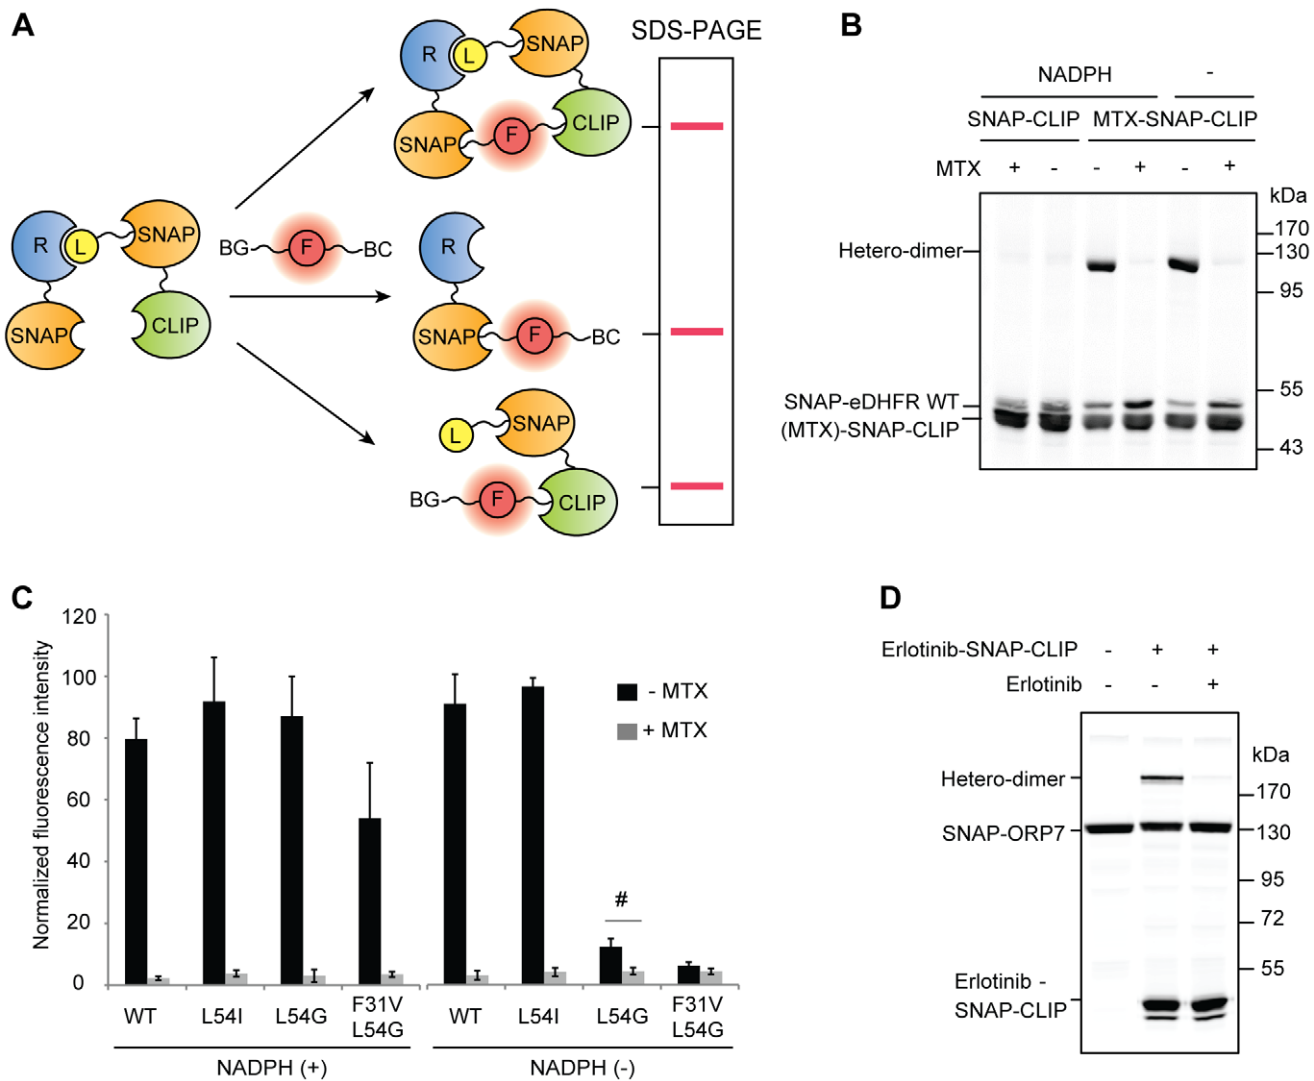 A
SDS-PAGE
R
L
SNAP
SNAP
F
CLIP
R
L
SNAP
SNAP
CLIP
BG
F
BC
R
SNAP
F
BC
L
SNAP
BG
F
CLIP
B
NADPH
-
SNAP-CLIP
MTX-SNAP-CLIP
MTX
+ - - + - +
kDa
Hetero-dimer
170
130
95
55
SNAP-eDHFR WT
(MTX)-SNAP-CLIP
43
C
Normalized fluorescence intensity
120
100
80
60
40
20
0
- MTX
+ MTX
#
WT
L54I
L54G
F31V
L54G
WT
L54I
L54G
F31V
L54G
NADPH (+)
NADPH (-)
D
Erlotinib-SNAP-CLIP - + +
Erlotinib - - +
kDa
Hetero-dimer
170
SNAP-ORP7
130
95
72
55
Erlotinib -
SNAP-CLIP